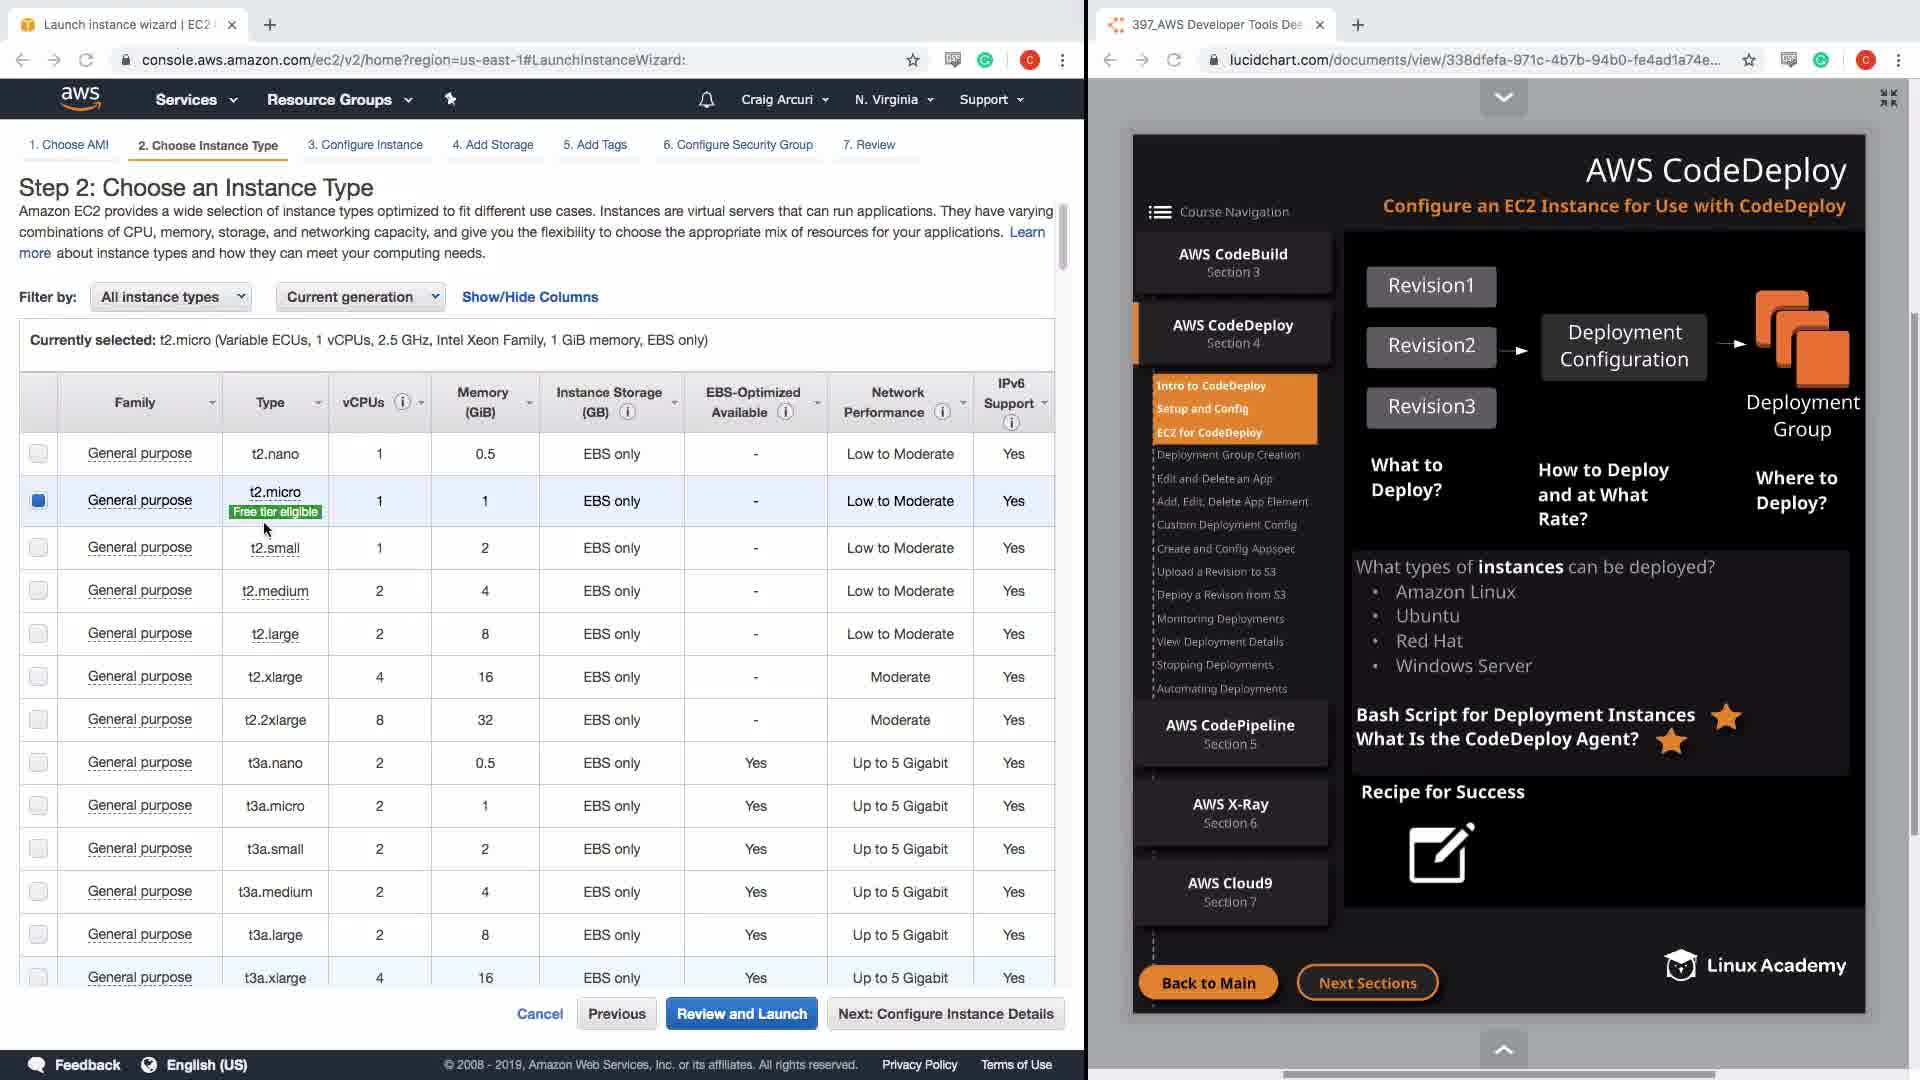 Launch instance wizard | EC2
console.aws.amazon.com/ec2/v2/home?region=us-east-1#LaunchInstanceWizard:
C
aws
Services
Resource Groups
Craig Arcuri
N. Virginia
Support
1. Choose AMI
2. Choose Instance Type
3. Configure Instance
4. Add Storage
5. Add Tags
6. Configure Security Group
7. Review
Step 2: Choose an Instance Type
Amazon EC2 provides a wide selection of instance types optimized to fit different use cases. Instances are virtual servers that can run applications. They have varying
combinations of CPU, memory, storage, and networking capacity, and give you the flexibility to choose the appropriate mix of resources for your applications. Learn
more about instance types and how they can meet your computing needs.
Filter by: All instance types Current generation Show/Hide Columns
Currently selected: t2.micro (Variable ECUs, 1 vCPUs, 2.5 GHz, Intel Xeon Family, 1 GiB memory, EBS only)
Family Type vCPUs i Memory (GiB) Instance Storage (GB) i EBS-Optimized Available i Network Performance i IPv6 Support i
General purpose t2.nano 1 0.5 EBS only - Low to Moderate Yes
General purpose t2.micro Free tier eligible 1 1 EBS only - Low to Moderate Yes
General purpose t2.small 1 2 EBS only - Low to Moderate Yes
General purpose t2.medium 2 4 EBS only - Low to Moderate Yes
General purpose t2.large 2 8 EBS only - Low to Moderate Yes
General purpose t2.xlarge 4 16 EBS only - Moderate Yes
General purpose t2.2xlarge 8 32 EBS only - Moderate Yes
General purpose t3a.nano 2 0.5 EBS only Yes Up to 5 Gigabit Yes
General purpose t3a.micro 2 1 EBS only Yes Up to 5 Gigabit Yes
General purpose t3a.small 2 2 EBS only Yes Up to 5 Gigabit Yes
General purpose t3a.medium 2 4 EBS only Yes Up to 5 Gigabit Yes
General purpose t3a.large 2 8 EBS only Yes Up to 5 Gigabit Yes
General purpose t3a.xlarge 4 16 EBS only Yes Up to 5 Gigabit Yes
Cancel
Previous
Review and Launch
Next: Configure Instance Details
Feedback
English (US)
© 2008 - 2019, Amazon Web Services, Inc. or its affiliates. All rights reserved.
Privacy Policy
Terms of Use
397_AWS Developer Tools Dee
lucidchart.com/documents/view/338dfefa-971c-4b7b-94b0-fe4ad1a74e...
C
AWS CodeDeploy
Configure an EC2 Instance for Use with CodeDeploy
Course Navigation
AWS CodeBuild
Section 3
AWS CodeDeploy
Section 4
Intro to CodeDeploy
Setup and Config
EC2 for CodeDeploy
Deployment Group Creation
Edit and Delete an App
Add, Edit, Delete App Element
Custom Deployment Config
Create and Config Appspec
Upload a Revision to S3
Deploy a Revison from S3
Monitoring Deployments
View Deployment Details
Stopping Deployments
Automating Deployments
AWS CodePipeline
Section 5
AWS X-Ray
Section 6
AWS Cloud9
Section 7
Back to Main
Next Sections
Revision1
Revision2
Revision3
Deployment
Configuration
Deployment
Group
What to
Deploy?
How to Deploy
and at What
Rate?
Where to
Deploy?
What types of instances can be deployed?
• Amazon Linux
• Ubuntu
• Red Hat
• Windows Server
Bash Script for Deployment Instances
What Is the CodeDeploy Agent?
Recipe for Success
Linux Academy